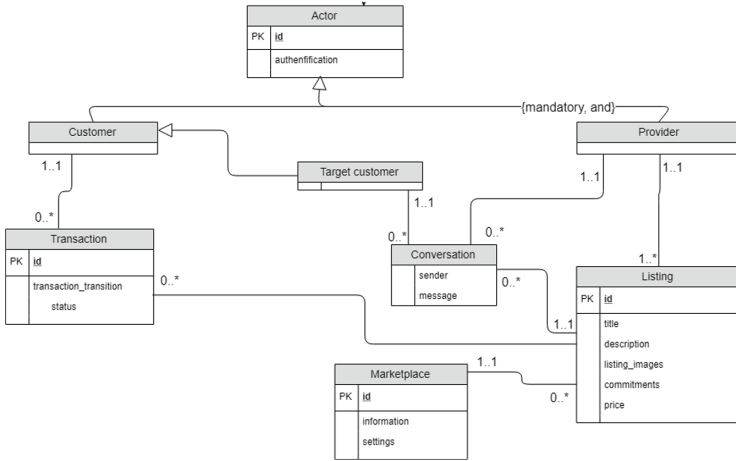 Actor
PK id
authenfification
{mandatory, and}
Customer
Provider
1..1
Target customer
1..1
1..1
1..1
0..*
Transaction
0..*
0..*
Conversation
PK id
sender
message
transaction_transition
status
0..*
0..*
1..*
Listing
PK id
title
description
listing_images
commitments
price
1..1
Marketplace
1..1
0..*
PK id
information
settings